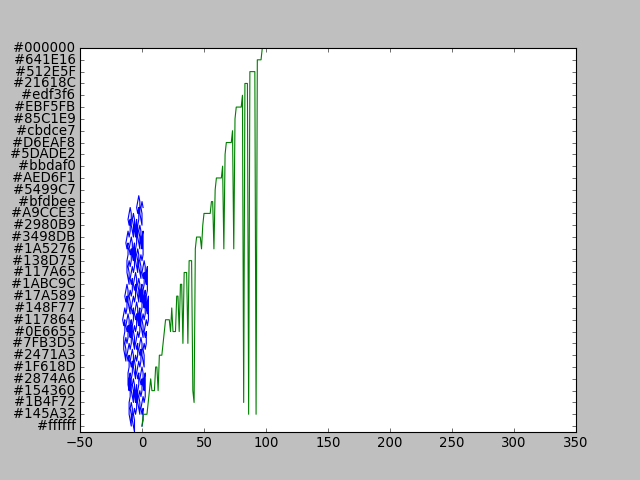 #000000
#641E16
#512E5F
#21618C
#edf3f6
#EBF5FB
#85C1E9
#cbdce7
#D6EAF8
#5DADE2
#bbdaf0
#AED6F1
#5499C7
#bfdbee
#A9CCE3
#2980B9
#3498DB
#1A5276
#138D75
#117A65
#1ABC9C
#17A589
#148F77
#117864
#0E6655
#7FB3D5
#2471A3
#1F618D
#2874A6
#154360
#1B4F72
#145A32
#ffffff
−50 0 50 100 150 200 250 300 350